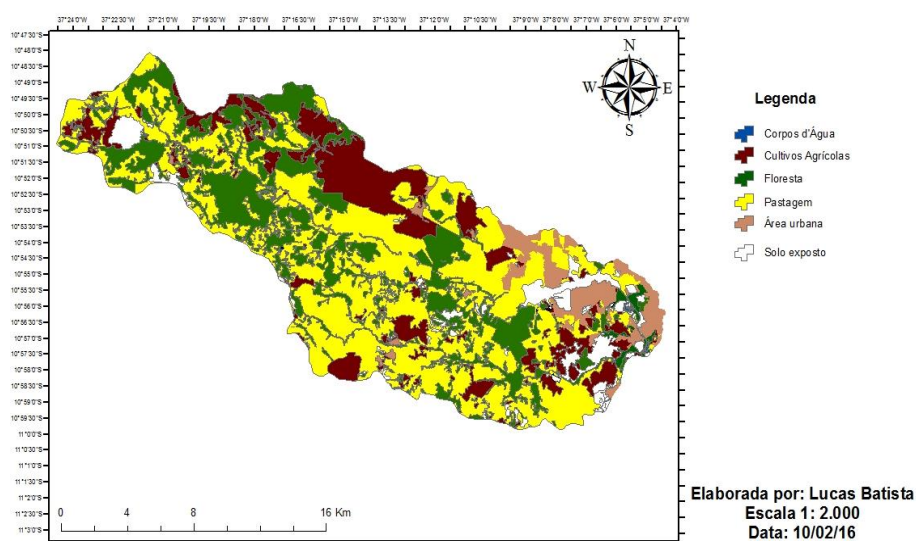 37°24'0"W 37°22'30"W 37°21'0"W 37°19'30"W 37°18'0"W 37°16'30"W 37°15'0"W 37°13'30"W 37°12'0"W 37°10'30"W 37°9'0"W 37°8'0"W 37°7'0"W 37°6'0"W 37°5'0"W 37°4'0"W
10°47'30"S
10°48'0"S
10°48'30"S
10°49'30"S
10°50'0"S
10°50'30"S
10°51'0"S
10°51'30"S
10°52'0"S
10°52'30"S
10°53'0"S
10°53'30"S
10°54'0"S
10°54'30"S
10°55'0"S
10°55'30"S
10°56'0"S
10°56'30"S
10°57'0"S
10°57'30"S
10°58'0"S
10°58'30"S
10°59'0"S
10°59'30"S
11°0'0"S
11°0'30"S
11°1'0"S
11°1'30"S
11°2'0"S
11°2'30"S
11°3'0"S
N
W E
S
Legenda
Corpos d'Água
Cultivos Agrícolas
Floresta
Pastagem
Área urbana
Solo exposto
0 4 8 16 Km
Elaborada por: Lucas Batista
Escala 1: 2.000
Data: 10/02/16